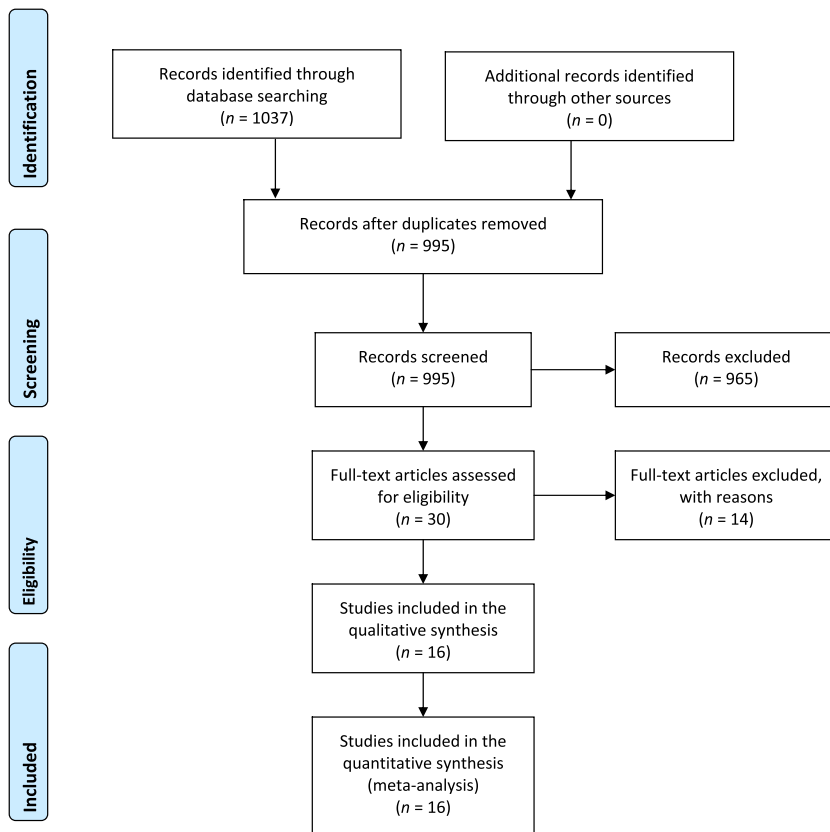 Identification
Records identified through
database searching
(n = 1037)
Additional records identified
through other sources
(n = 0)
Records after duplicates removed
(n = 995)
Screening
Records screened
(n = 995)
Records excluded
(n = 965)
Eligibility
Full-text articles assessed
for eligibility
(n = 30)
Full-text articles excluded,
with reasons
(n = 14)
Studies included in the
qualitative synthesis
(n = 16)
Included
Studies included in the
quantitative synthesis
(meta-analysis)
(n = 16)